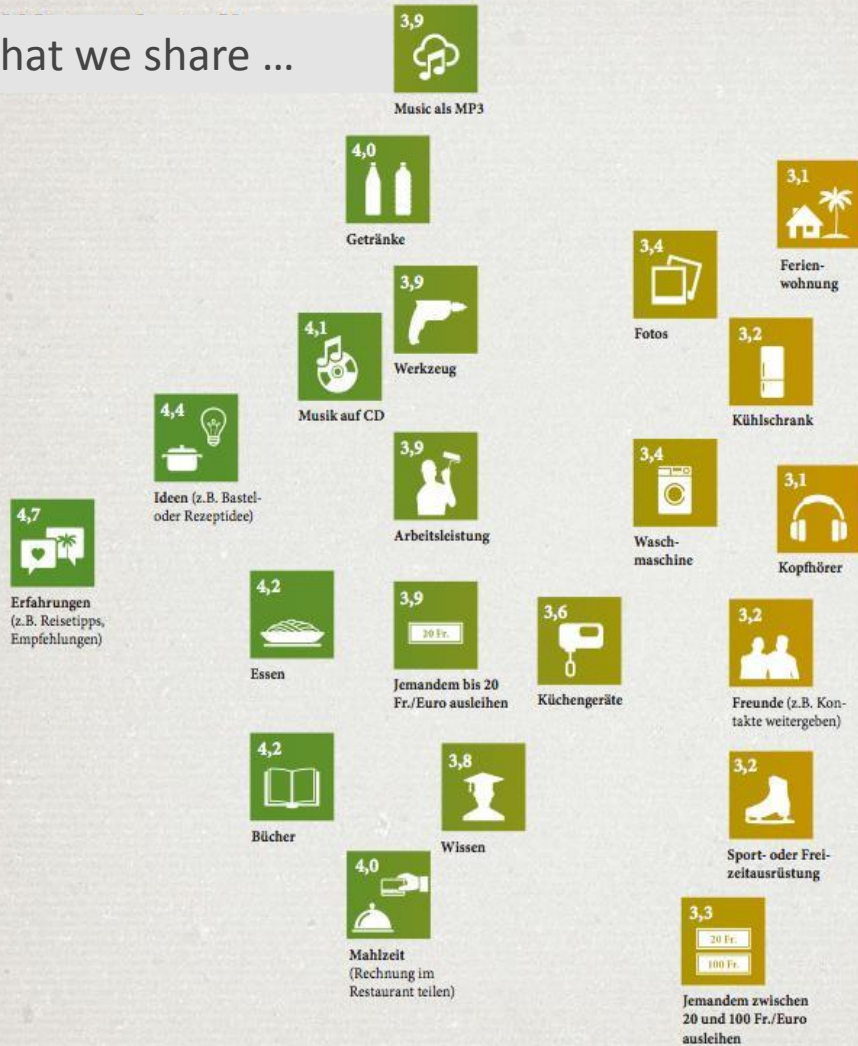 hat we share ...
3,9
Music als MP3
4,0
Getränke
3,1
Ferien-
wohnung
3,4
Fotos
3,9
Werkzeug
4,1
Musik auf CD
3,2
Kühlschrank
4,4
Ideen (z.B. Bastel-
oder Rezeptidee)
3,9
Arbeitsleistung
3,4
Wasch-
maschine
3,1
Kopfhörer
4,7
Erfahrungen
(z.B. Reisetipps,
Empfehlungen)
4,2
Essen
3,9
20 Fr.
Jemandem bis 20
Fr./Euro ausleihen
3,6
Küchengeräte
3,2
Freunde (z.B. Kon-
takte weitergeben)
4,2
Bücher
3,8
Wissen
3,2
Sport- oder Frei-
zeitausrüstung
4,0
Mahlzeit
(Rechnung im
Restaurant teilen)
3,3
20 Fr.
100 Fr.
Jemandem zwischen
20 und 100 Fr./Euro
ausleihen